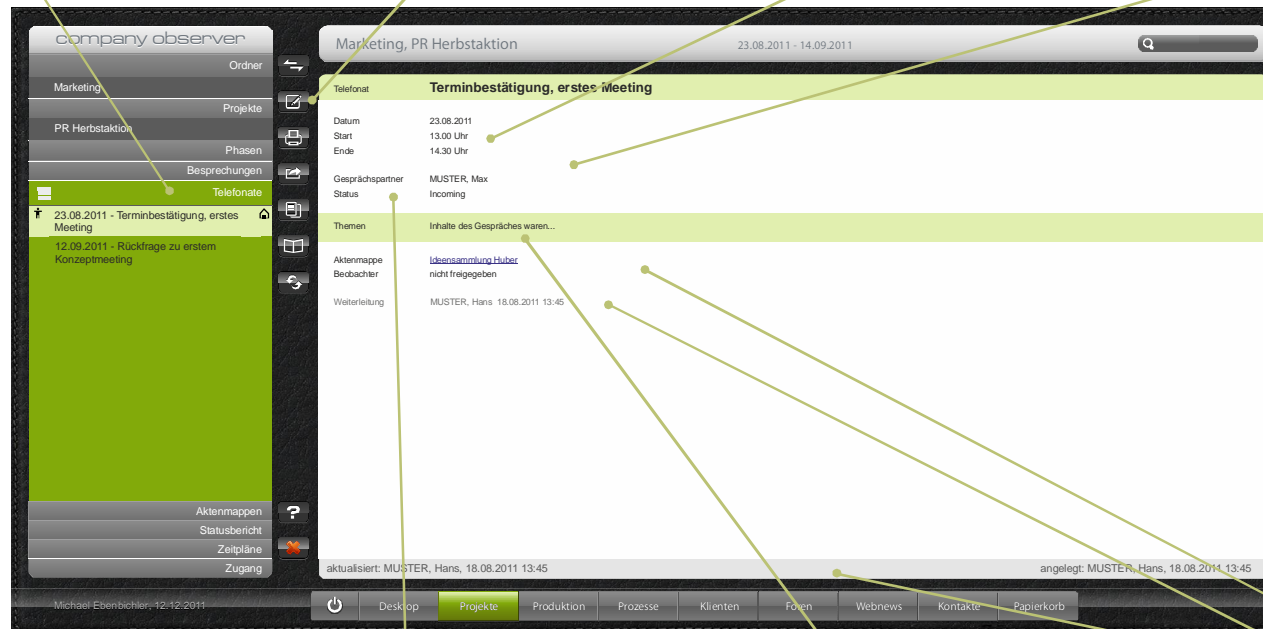 company observer
Ordner
Marketing
Projekte
PR Herbstaktion
Phasen
Besprechungen
Telefonate
23.08.2011 - Terminbestätigung, erstes
Meeting
12.09.2011 - Rückfrage zu erstem
Konzeptmeeting
Aktenmappen
Statusbericht
Zeitpläne
Zugang
Michael Ebenbichler, 12.12.2011
?
Marketing, PR Herbstaktion 23.08.2011 - 14.09.2011
Telefonat Terminbestätigung, erstes Meeting
Datum 23.08.2011
Start 13.00 Uhr
Ende 14.30 Uhr
Gesprächspartner MUSTER, Max
Status Incoming
Themen Inhalte des Gespräches waren...
Aktenmappe Ideensammlung Huber
Beobachter nicht freigegeben
Weiterleitung MUSTER, Hans 18.08.2011 13:45
aktualisiert: MUSTER, Hans, 18.08.2011 13:45 angelegt: MUSTER, Hans, 18.08.2011 13:45
Desktop Projekte Produktion Prozesse Klienten Foren Webnews Kontakte Papierkorb